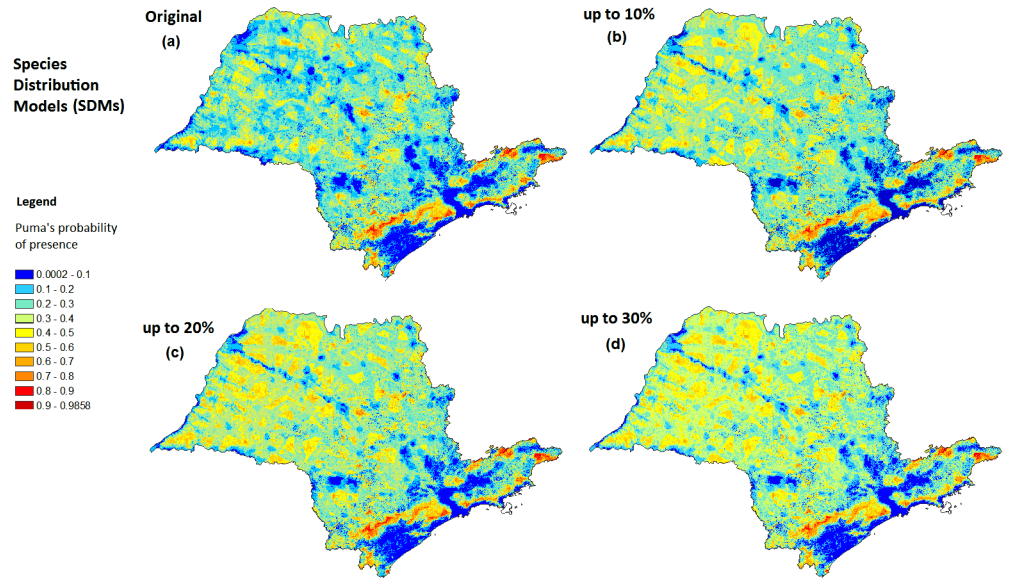 Original
(a)
up to 10%
(b)
Species
Distribution
Models (SDMs)
Legend
Puma's probability
of presence
0.0002 - 0.1
0.1 - 0.2
0.2 - 0.3
0.3 - 0.4
0.4 - 0.5
0.5 - 0.6
0.6 - 0.7
0.7 - 0.8
0.8 - 0.9
0.9 - 0.9858
up to 20%
(c)
up to 30%
(d)